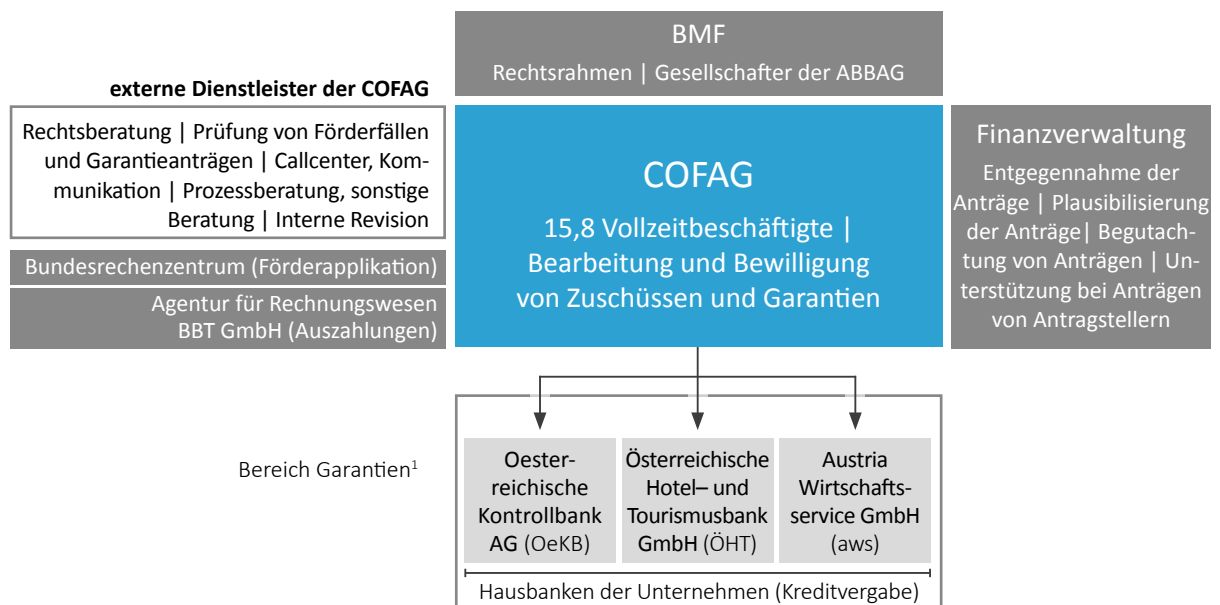 BMF
Rechtsrahmen | Gesellschafter der ABBAG
externe Dienstleister der COFAG
Rechtsberatung | Prüfung von Förderfällen
und Garantieanträgen | Callcenter, Kom-
munikation | Prozessberatung, sonstige
Beratung | Interne Revision
Bundesrechenzentrum (Förderapplikation)
Agentur für Rechnungswesen
BBT GmbH (Auszahlungen)
COFAG
15,8 Vollzeitbeschäftigte |
Bearbeitung und Bewilligung
von Zuschüssen und Garantien
Finanzverwaltung
Entgegennahme der
Anträge | Plausibilisierung
der Anträge| Begutach-
tung von Anträgen | Un-
terstützung bei Anträgen
von Antragstellern
Bereich Garantien¹
Oester-
reichische
Kontrollbank
AG (OeKB)
Österreichische
Hotel– und
Tourismusbank
GmbH (ÖHT)
Austria
Wirtschafts-
service GmbH
(aws)
Hausbanken der Unternehmen (Kreditvergabe)